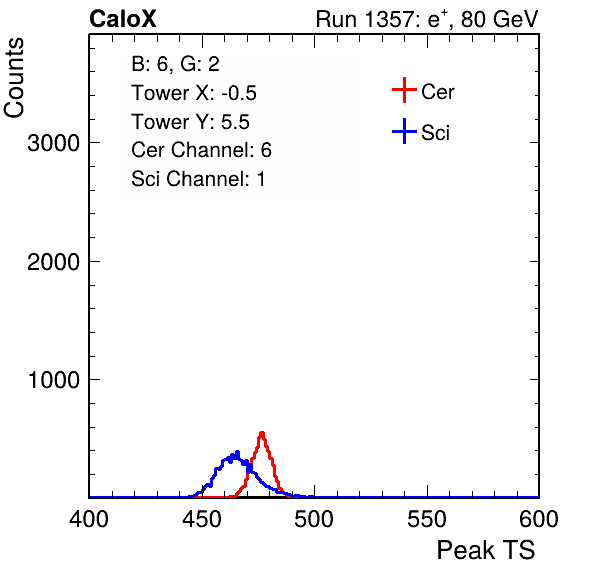 CaloX Run 1357: e⁺, 80 GeV
Counts
B: 6, G: 2
Tower X: -0.5
Tower Y: 5.5
Cer Channel: 6
Sci Channel: 1
Cer
Sci
3000
2000
1000
400 450 500 550 600
Peak TS